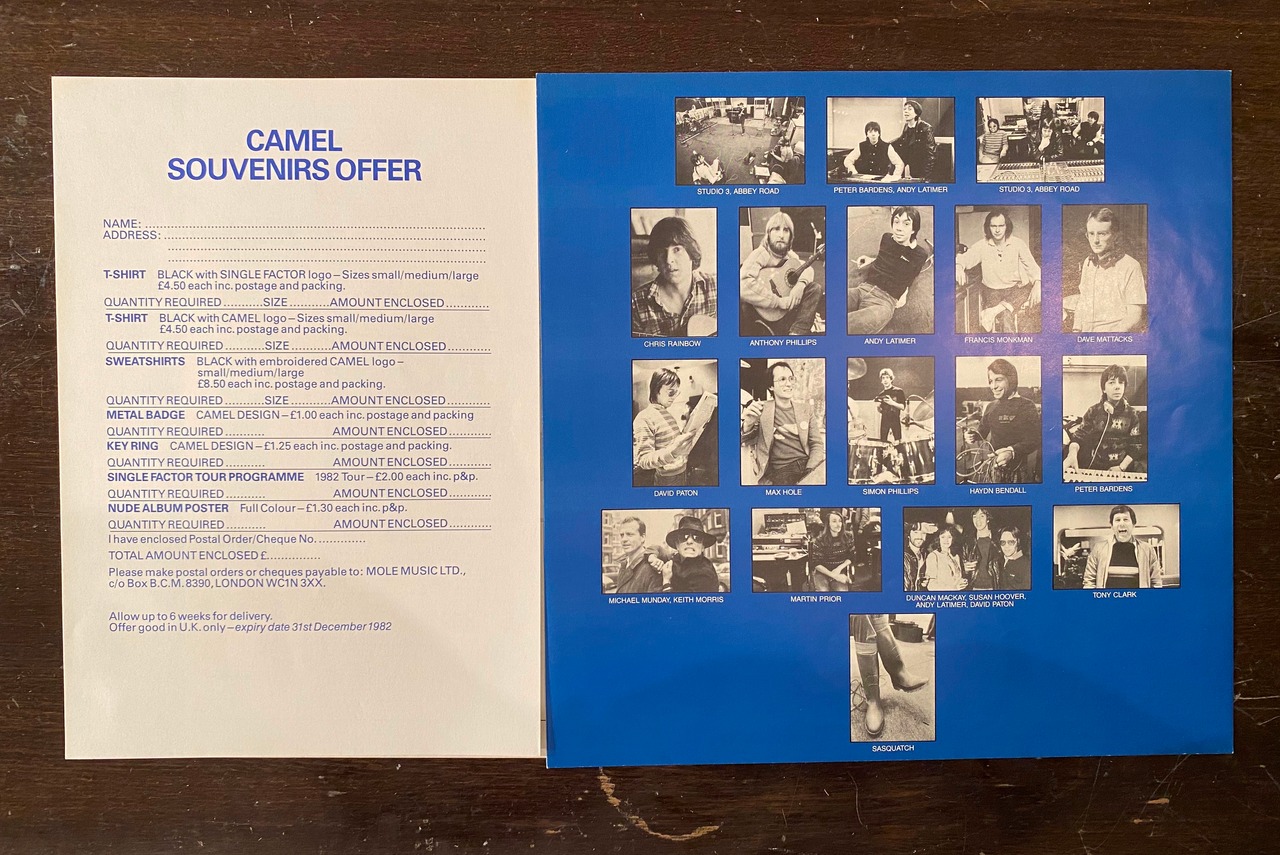 CAMEL
SOUVENIRS OFFER
NAME:
ADDRESS:
T-SHIRT BLACK with SINGLE FACTOR logo – Sizes small/medium/large
£4.50 each inc. postage and packing.
QUANTITY REQUIRED ..........SIZE ...........AMOUNT ENCLOSED ...........
T-SHIRT BLACK with CAMEL logo – Sizes small/medium/large
£4.50 each inc. postage and packing.
QUANTITY REQUIRED ..........SIZE ...........AMOUNT ENCLOSED ...........
SWEATSHIRTS BLACK with embroidered CAMEL logo –
small/medium/large
£8.50 each inc. postage and packing.
QUANTITY REQUIRED ..........SIZE ...........AMOUNT ENCLOSED ...........
METAL BADGE CAMEL DESIGN – £1.00 each inc. postage and packing
QUANTITY REQUIRED ........... AMOUNT ENCLOSED ...........
KEY RING CAMEL DESIGN – £1.25 each inc. postage and packing.
QUANTITY REQUIRED ........... AMOUNT ENCLOSED ...........
SINGLE FACTOR TOUR PROGRAMME 1982 Tour – £2.00 each inc. p&p.
QUANTITY REQUIRED ........... AMOUNT ENCLOSED ...........
NUDE ALBUM POSTER Full Colour – £1.30 each inc. p&p.
QUANTITY REQUIRED ........... AMOUNT ENCLOSED ...........
I have enclosed Postal Order/Cheque No. .............
TOTAL AMOUNT ENCLOSED £..............
Please make postal orders or cheques payable to: MOLE MUSIC LTD.,
c/o Box B.C.M. 8390, LONDON WC1N 3XX.
Allow up to 6 weeks for delivery.
Offer good in U.K. only – expiry date 31st December 1982
STUDIO 3, ABBEY ROAD
PETER BARDENS, ANDY LATIMER
STUDIO 3, ABBEY ROAD
CHRIS RAINBOW
ANTHONY PHILLIPS
ANDY LATIMER
FRANCIS MONKMAN
DAVE MATTACKS
DAVID PATON
MAX HOLE
SIMON PHILLIPS
HAYDN BENDALL
PETER BARDENS
MICHAEL MUNDAY, KEITH MORRIS
MARTIN PRIOR
DUNCAN MACKAY, SUSAN HOOVER,
ANDY LATIMER, DAVID PATON
TONY CLARK
SASQUATCH